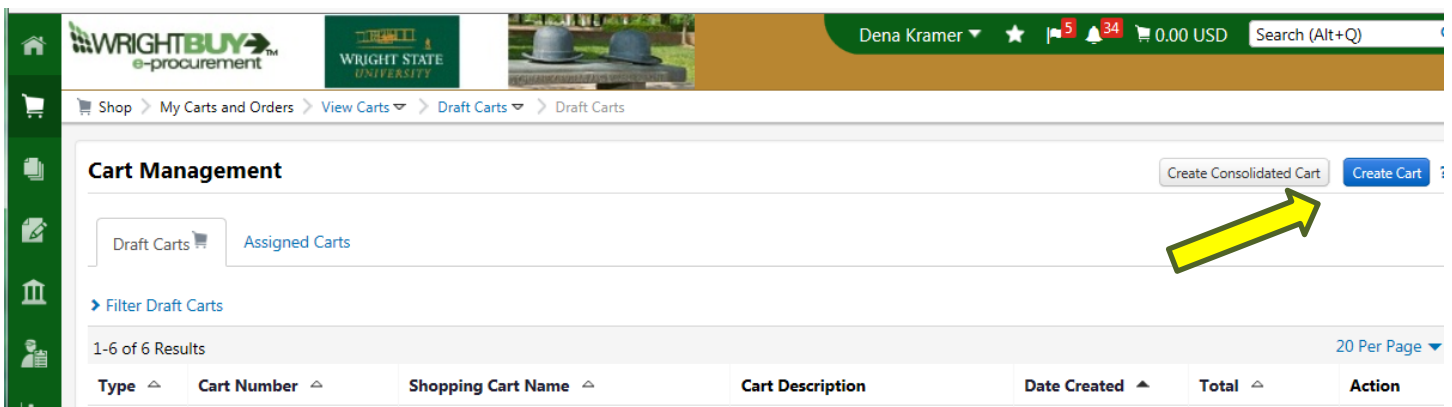 WRIGHTBUY TM
e-procurement
WRIGHT STATE
UNIVERSITY
Dena Kramer 5 34 0.00 USD Search (Alt+Q)
Shop My Carts and Orders View Carts Draft Carts Draft Carts
Cart Management
Create Consolidated Cart Create Cart ?
Draft Carts Assigned Carts
Filter Draft Carts
1-6 of 6 Results 20 Per Page
Type Cart Number Shopping Cart Name Cart Description Date Created Total Action